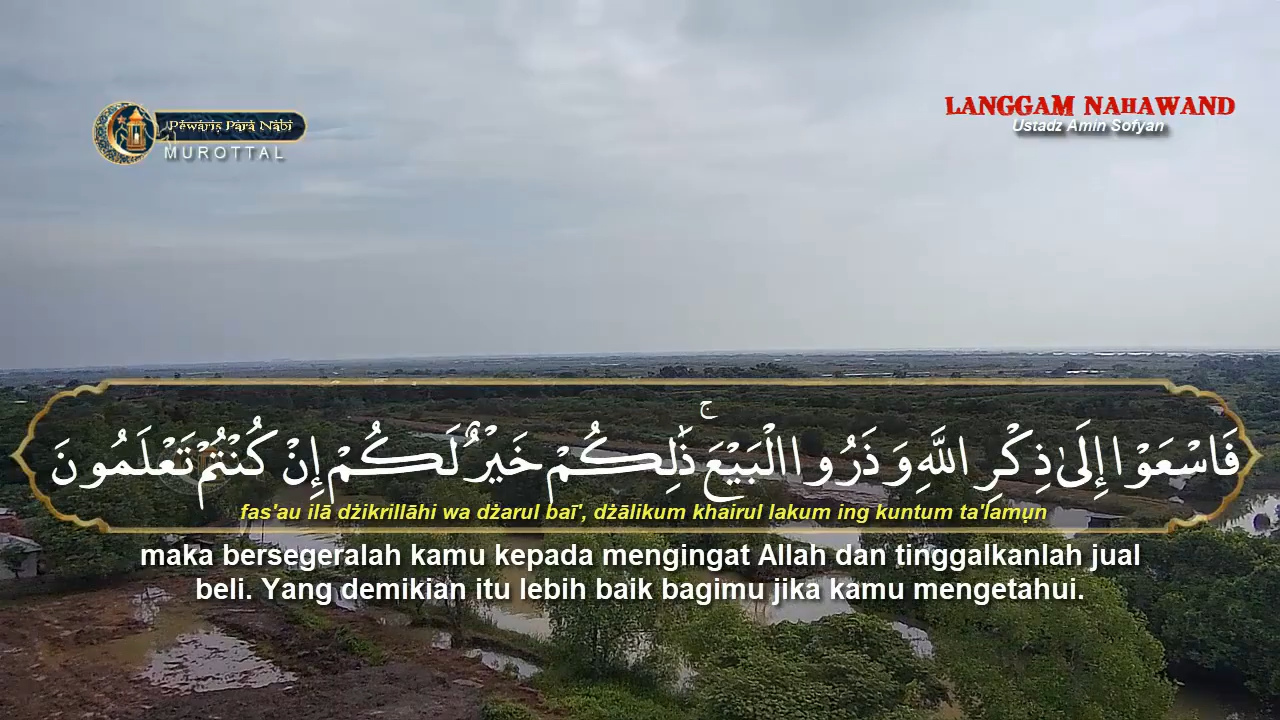 Pewaris Para Nabi
MUROTTAL
LANGGAM NAHAWAND
Ustadz Amin Sofyan
فَاسْعَوْا إِلَىٰ ذِكْرِ اللَّهِ وَذَرُوا الْبَيْعَ ۚ ذَٰلِكُمْ خَيْرٌ لَكُمْ إِنْ كُنْتُمْ تَعْلَمُونَ
fas'au ilā dżikrillāhi wa dżarul baī', dżālikum khairul lakum ing kuntum ta'lamụn
maka bersegeralah kamu kepada mengingat Allah dan tinggalkanlah jual
beli. Yang demikian itu lebih baik bagimu jika kamu mengetahui.